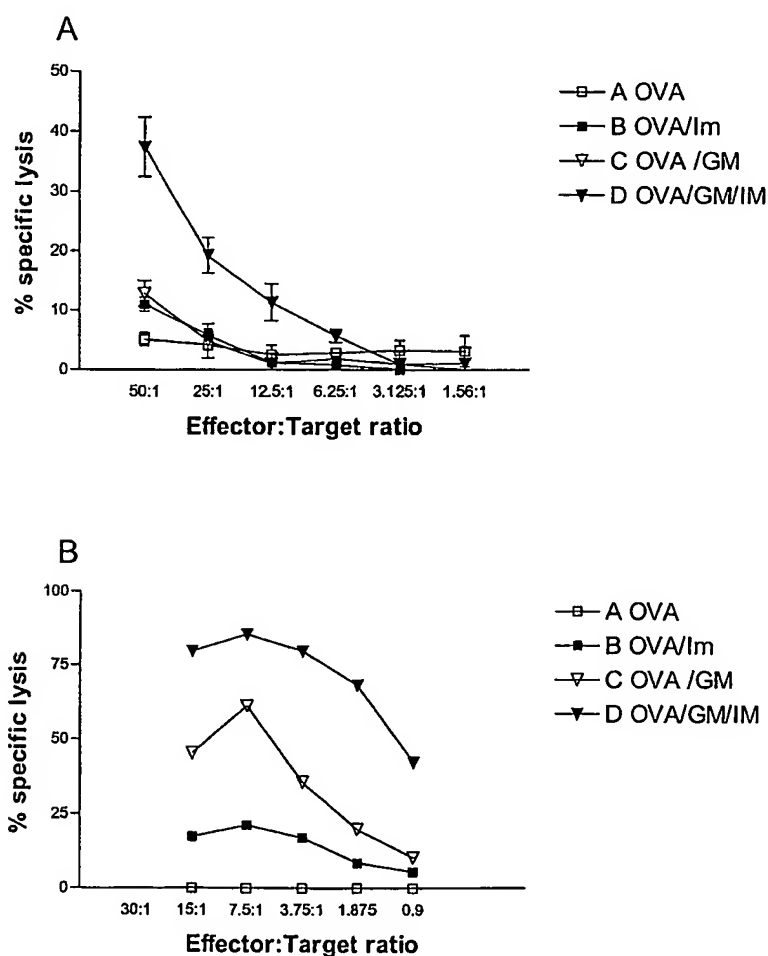 A
50
40
30
20
10
0
% specific lysis
50:1 25:1 12.5:1 6.25:1 3.125:1 1.56:1
Effector:Target ratio
A OVA
B OVA/Im
C OVA /GM
D OVA/GM/IM
B
100
75
50
25
0
% specific lysis
30:1 15:1 7.5:1 3.75:1 1.875 0.9
Effector:Target ratio
A OVA
B OVA/Im
C OVA /GM
D OVA/GM/IM